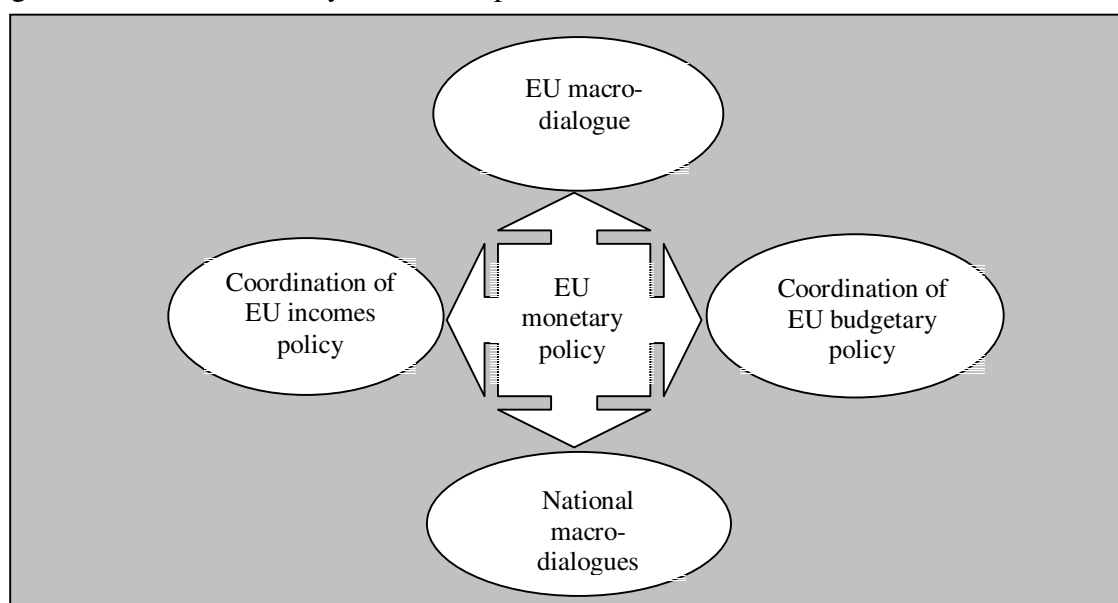 EU macro-
dialogue
Coordination of
EU incomes
policy
EU
monetary
policy
Coordination of
EU budgetary
policy
National
macro-
dialogues